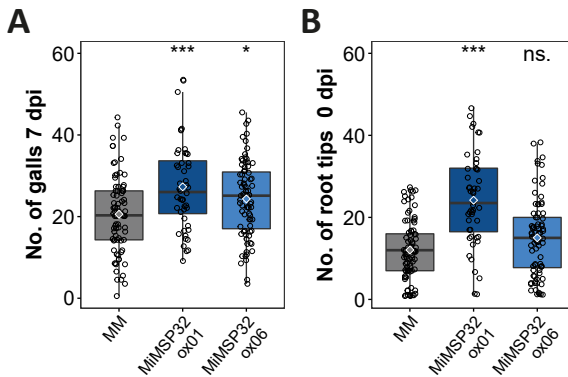 A
No. of galls 7 dpi
60
40
20
0
***
*
MM
MiMSP32
ox01
MiMSP32
ox06
B
No. of root tips 0 dpi
60
40
20
0
***
ns.
MM
MiMSP32
ox01
MiMSP32
ox06